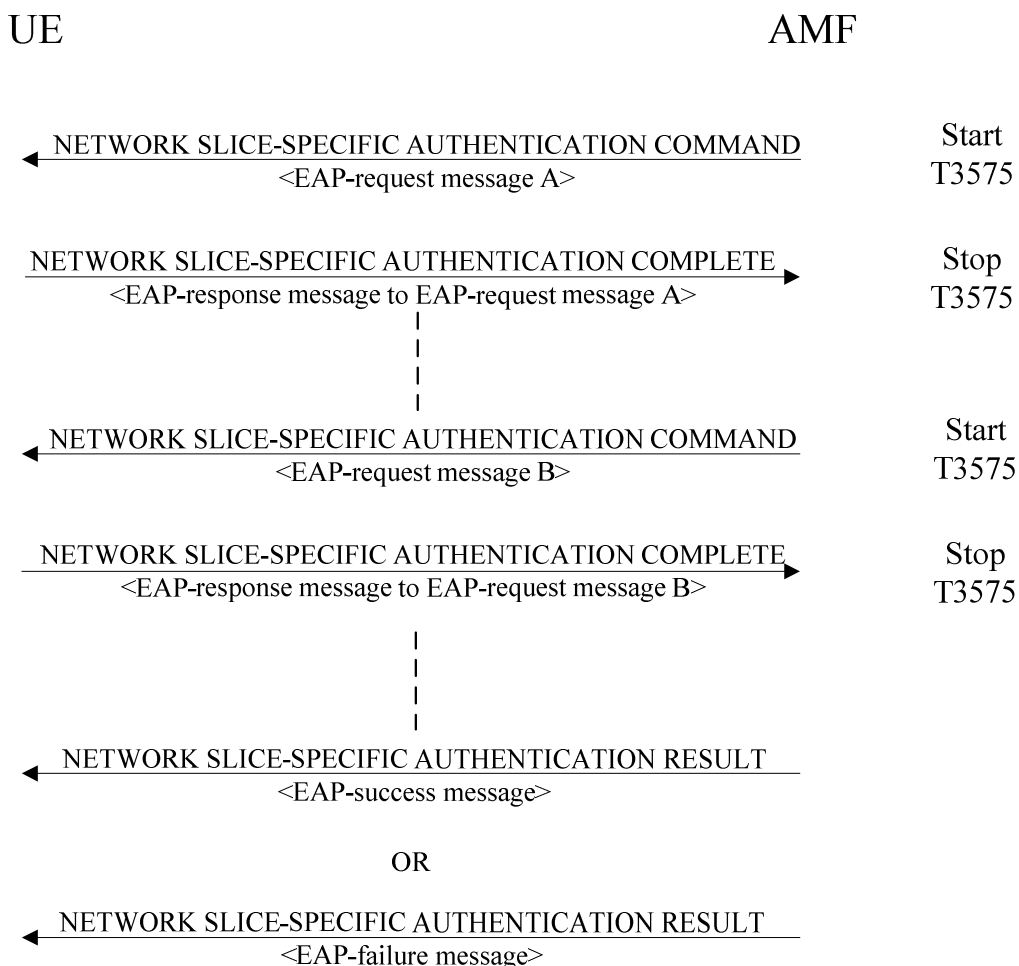 UE
AMF
NETWORK SLICE-SPECIFIC AUTHENTICATION COMMAND
<EAP-request message A>
Start
T3575
NETWORK SLICE-SPECIFIC AUTHENTICATION COMPLETE
<EAP-response message to EAP-request message A>
Stop
T3575
NETWORK SLICE-SPECIFIC AUTHENTICATION COMMAND
<EAP-request message B>
Start
T3575
NETWORK SLICE-SPECIFIC AUTHENTICATION COMPLETE
<EAP-response message to EAP-request message B>
Stop
T3575
NETWORK SLICE-SPECIFIC AUTHENTICATION RESULT
<EAP-success message>
OR
NETWORK SLICE-SPECIFIC AUTHENTICATION RESULT
<EAP-failure message>